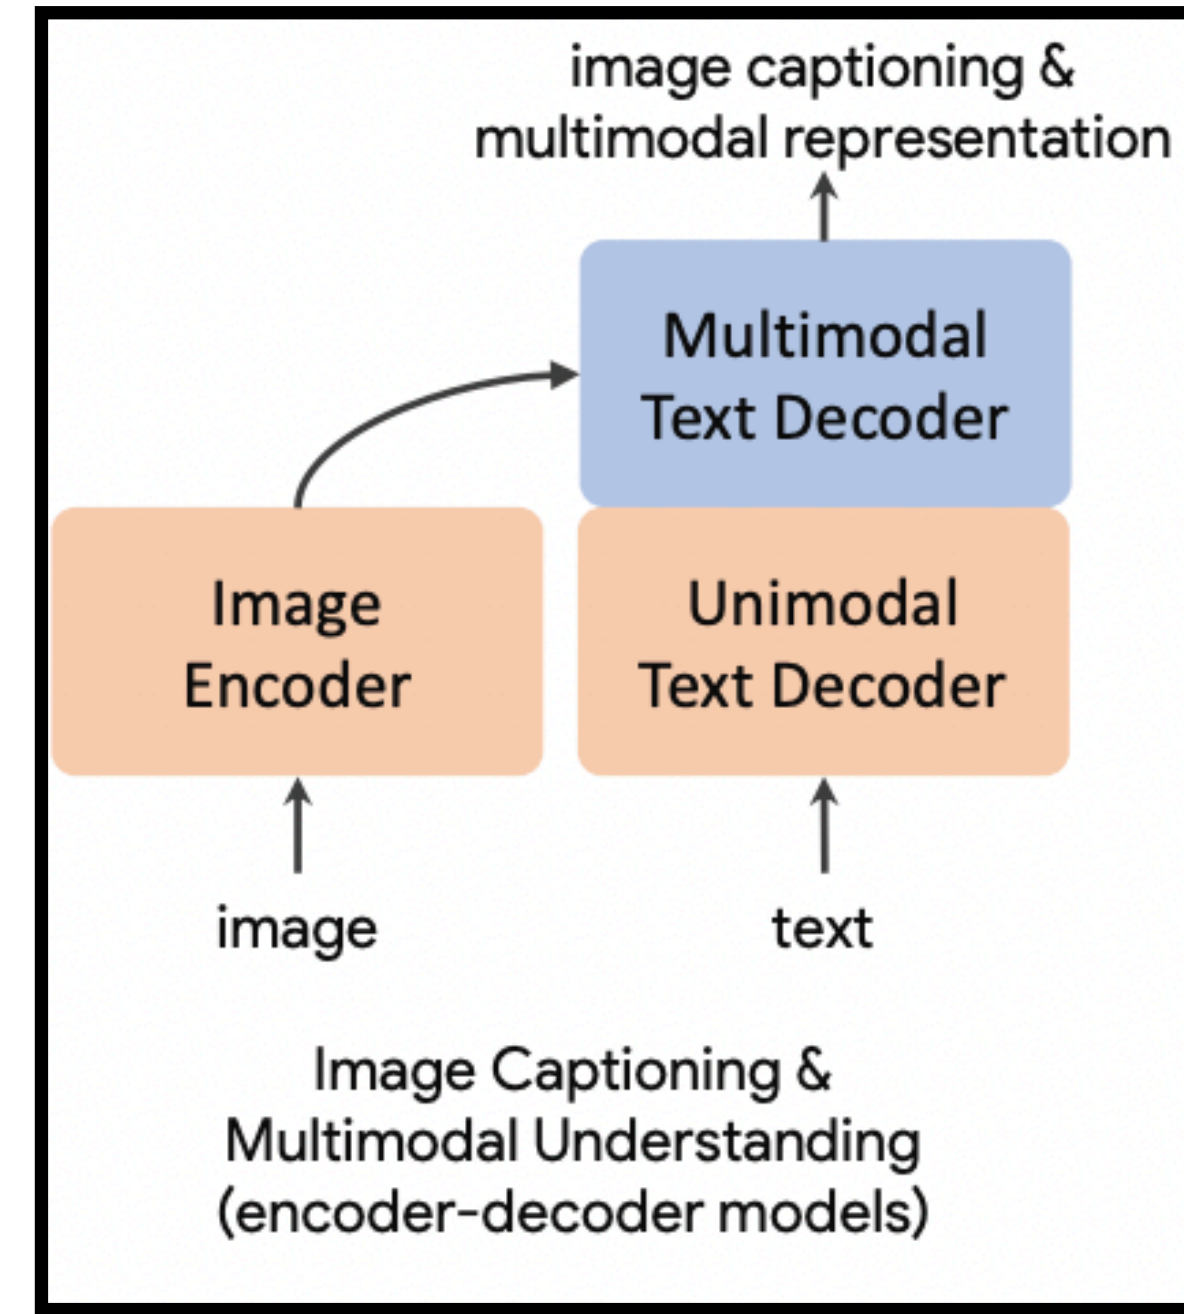 image captioning &
multimodal representation
Multimodal
Text Decoder
Image
Encoder
Unimodal
Text Decoder
image
text
Image Captioning &
Multimodal Understanding
(encoder-decoder models)